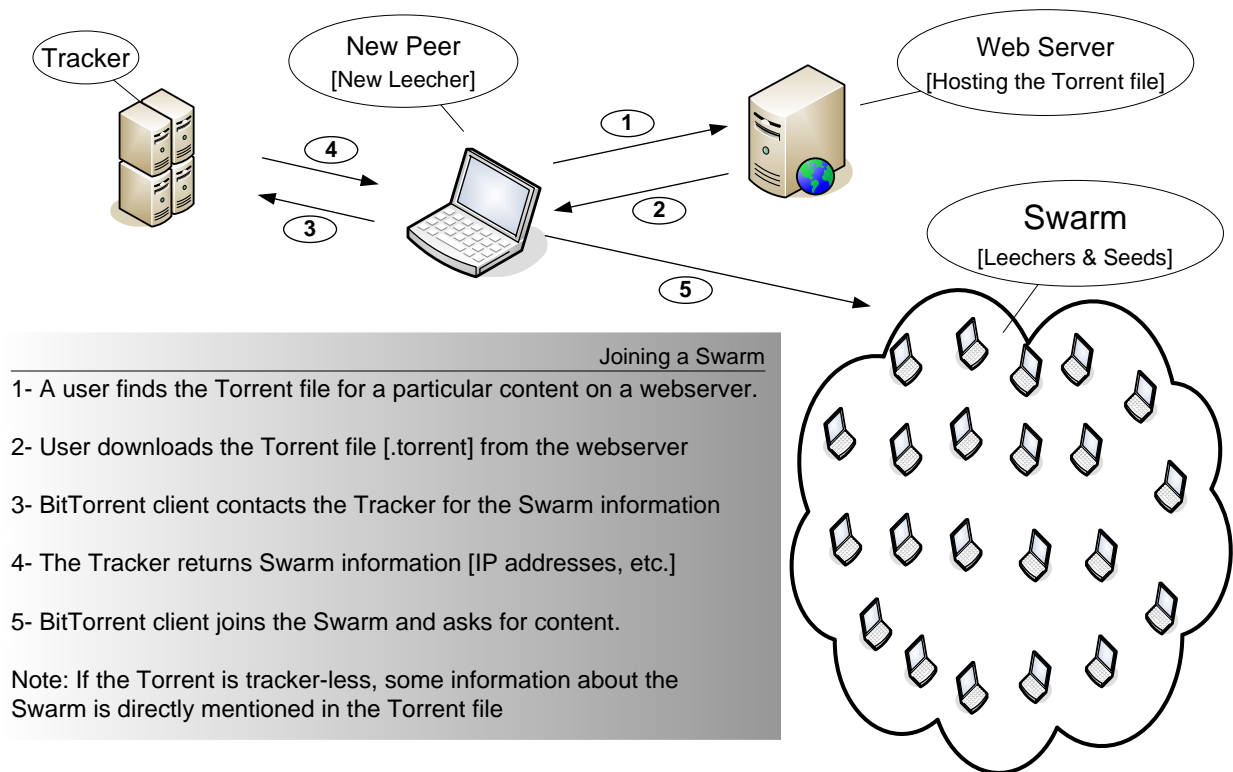 Tracker
New Peer
[New Leecher]
Web Server
[Hosting the Torrent file]
1
4
2
3
Swarm
[Leechers & Seeds]
5
Joining a Swarm
1- A user finds the Torrent file for a particular content on a webserver.
2- User downloads the Torrent file [.torrent] from the webserver
3- BitTorrent client contacts the Tracker for the Swarm information
4- The Tracker returns Swarm information [IP addresses, etc.]
5- BitTorrent client joins the Swarm and asks for content.
Note: If the Torrent is tracker-less, some information about the
Swarm is directly mentioned in the Torrent file